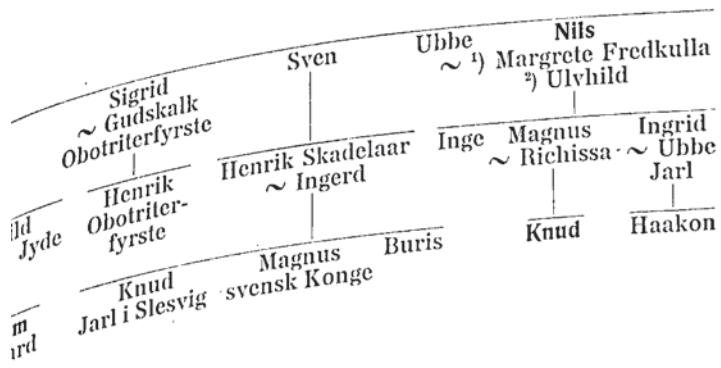 Sigrid
~ Gudskalk
Obotriterfyrste
Sven
Ubbe
Nils
~ ¹) Margrete Fredkulla
²) Ulvhild
Henrik
Obotriter-
fyrste
Henrik Skadelaar
~ Ingerd
Inge
Magnus
~ Richissa
Ingrid
~ Ubbe
Jarl
Jyde
Knud
Jarl i Slesvig
Magnus
svensk Konge
Buris
Knud
Haakon